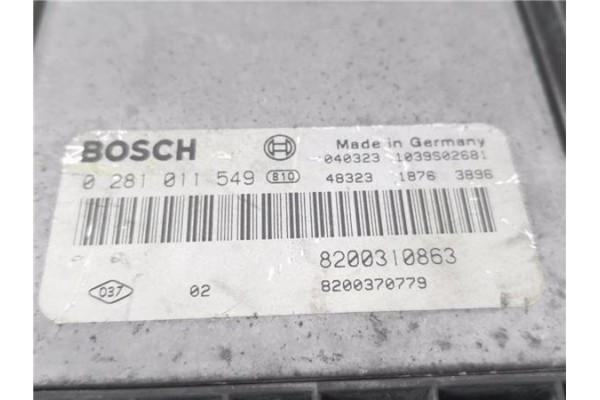 BOSCH
Made in Germany
040323 1039S02681
0 281 011 549 810
48323 1876 3896
8200310863
037 02 8200370779